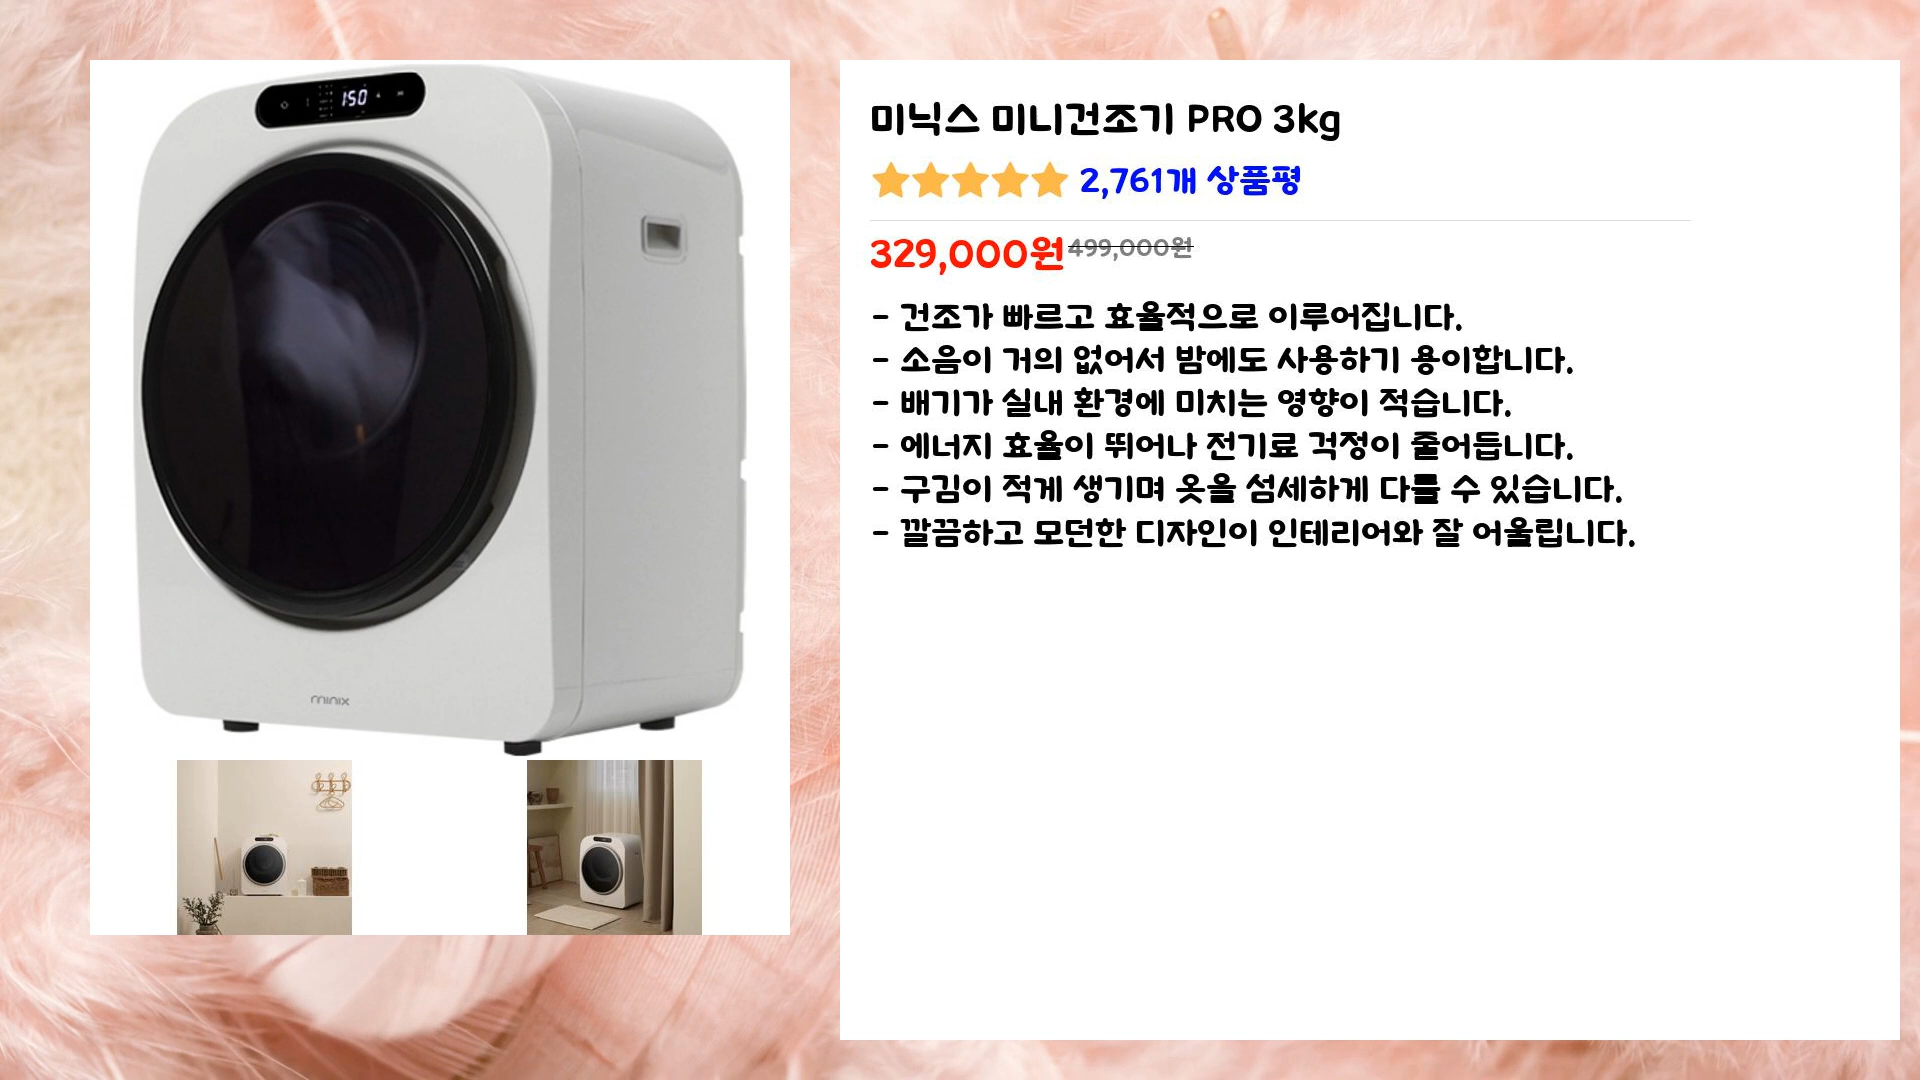 150
minix
미닉스 미니건조기 PRO 3kg
2,761개 상품평
329,000원 499,000원
- 건조가 빠르고 효율적으로 이루어집니다.
- 소음이 거의 없어서 밤에도 사용하기 용이합니다.
- 배기가 실내 환경에 미치는 영향이 적습니다.
- 에너지 효율이 뛰어나 전기료 걱정이 줄어듭니다.
- 구김이 적게 생기며 옷을 섬세하게 다룰 수 있습니다.
- 깔끔하고 모던한 디자인이 인테리어와 잘 어울립니다.